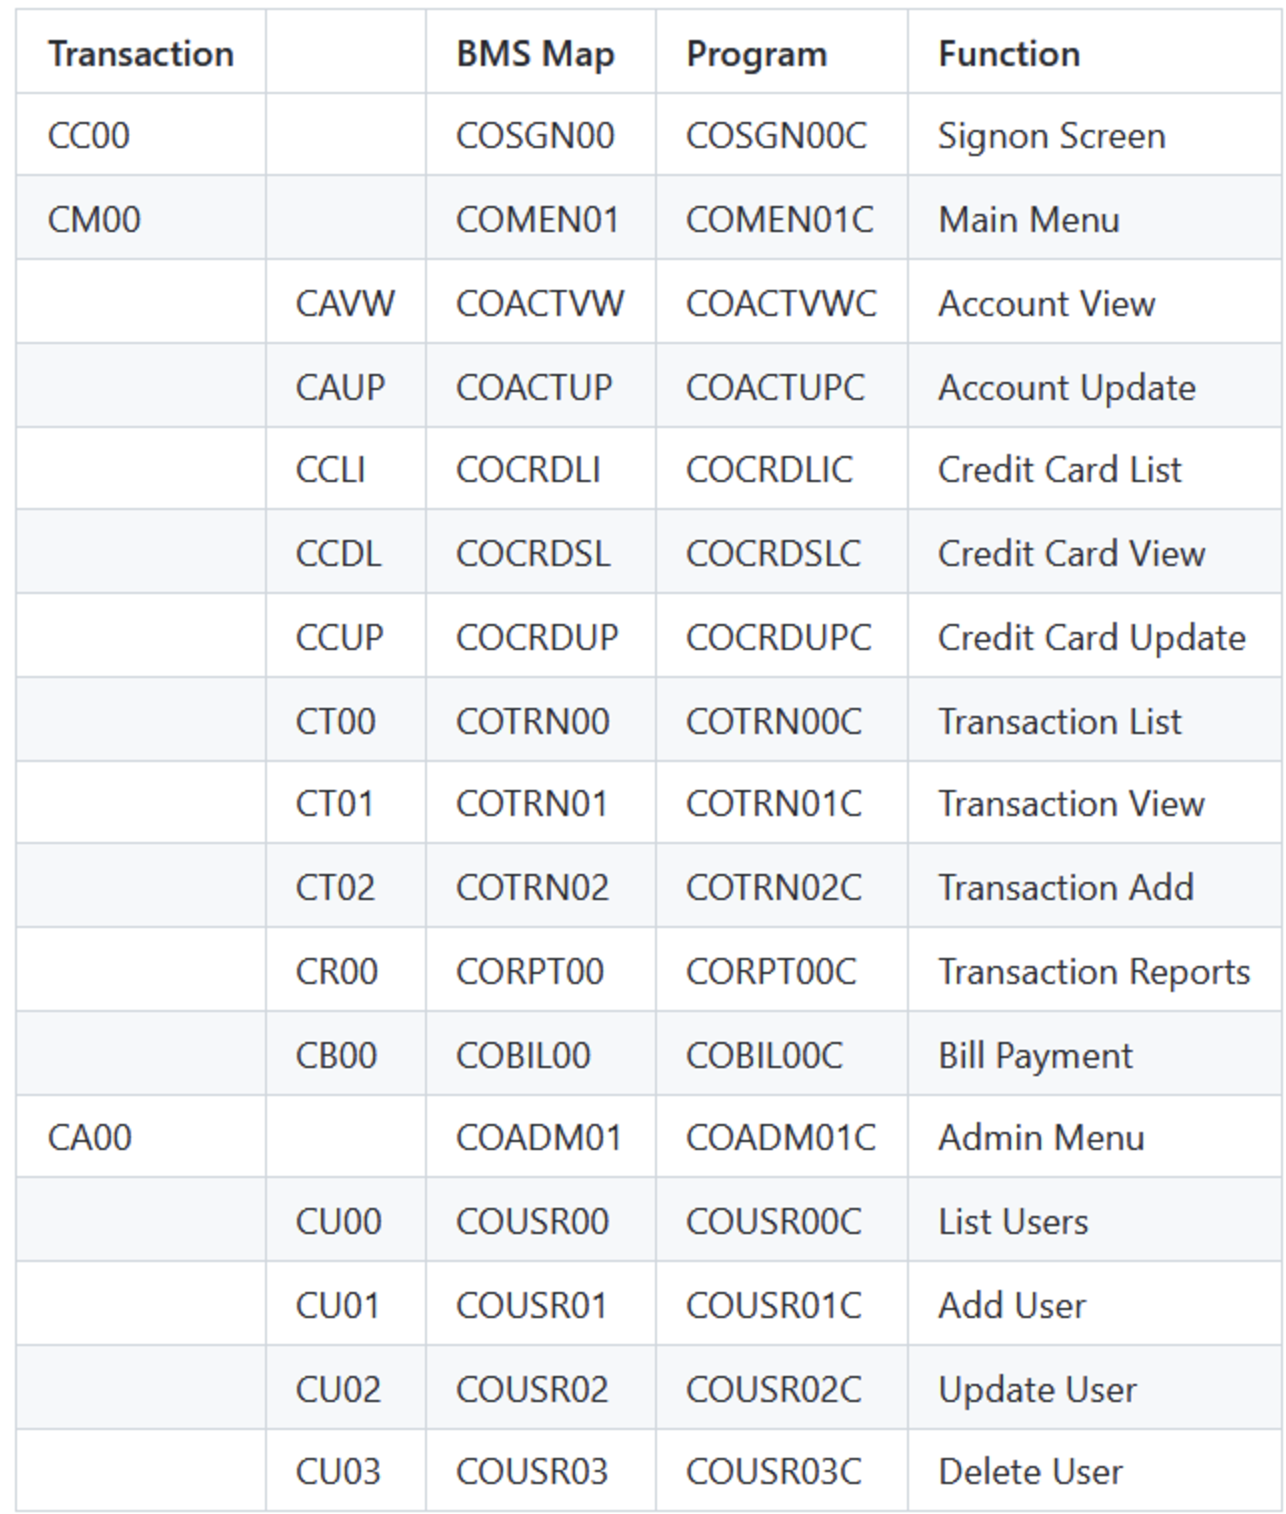 Transaction BMS Map Program Function
CC00 COSGN00 COSGN00C Signon Screen
CM00 COMEN01 COMEN01C Main Menu
CAVW COACTVW COACTVWC Account View
CAUP COACTUP COACTUPC Account Update
CCLI COCRDLI COCRDLIC Credit Card List
CCDL COCRDSL COCRDSLC Credit Card View
CCUP COCRDUP COCRDUPC Credit Card Update
CT00 COTRN00 COTRN00C Transaction List
CT01 COTRN01 COTRN01C Transaction View
CT02 COTRN02 COTRN02C Transaction Add
CR00 CORPT00 CORPT00C Transaction Reports
CB00 COBIL00 COBIL00C Bill Payment
CA00 COADM01 COADM01C Admin Menu
CU00 COUSR00 COUSR00C List Users
CU01 COUSR01 COUSR01C Add User
CU02 COUSR02 COUSR02C Update User
CU03 COUSR03 COUSR03C Delete User